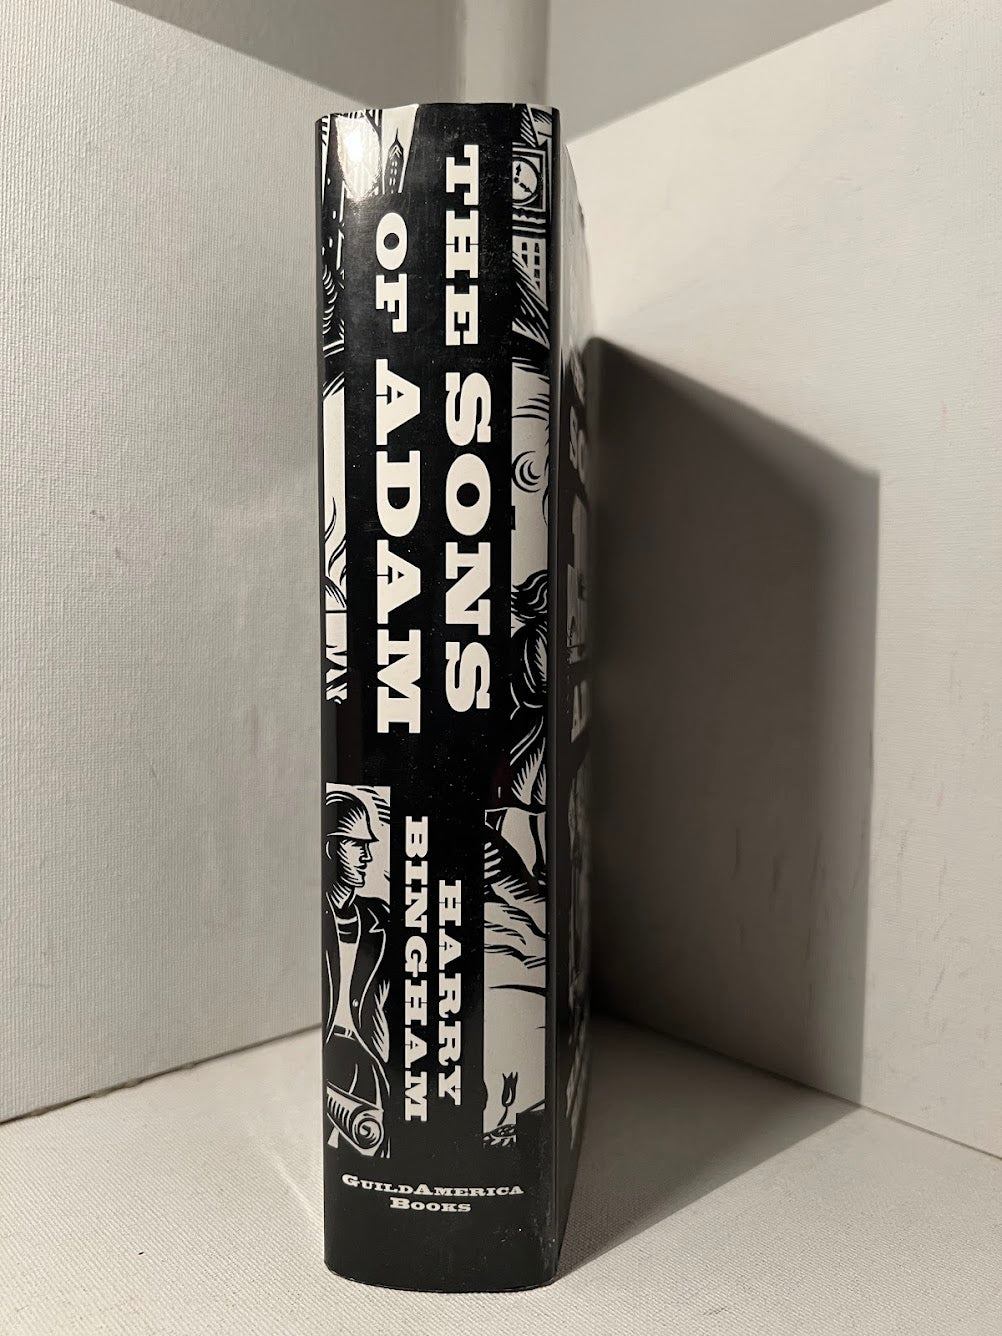 THE SONS
OF ADAM
HARRY
BINGHAM
GUILDAMERICA
BOOKS